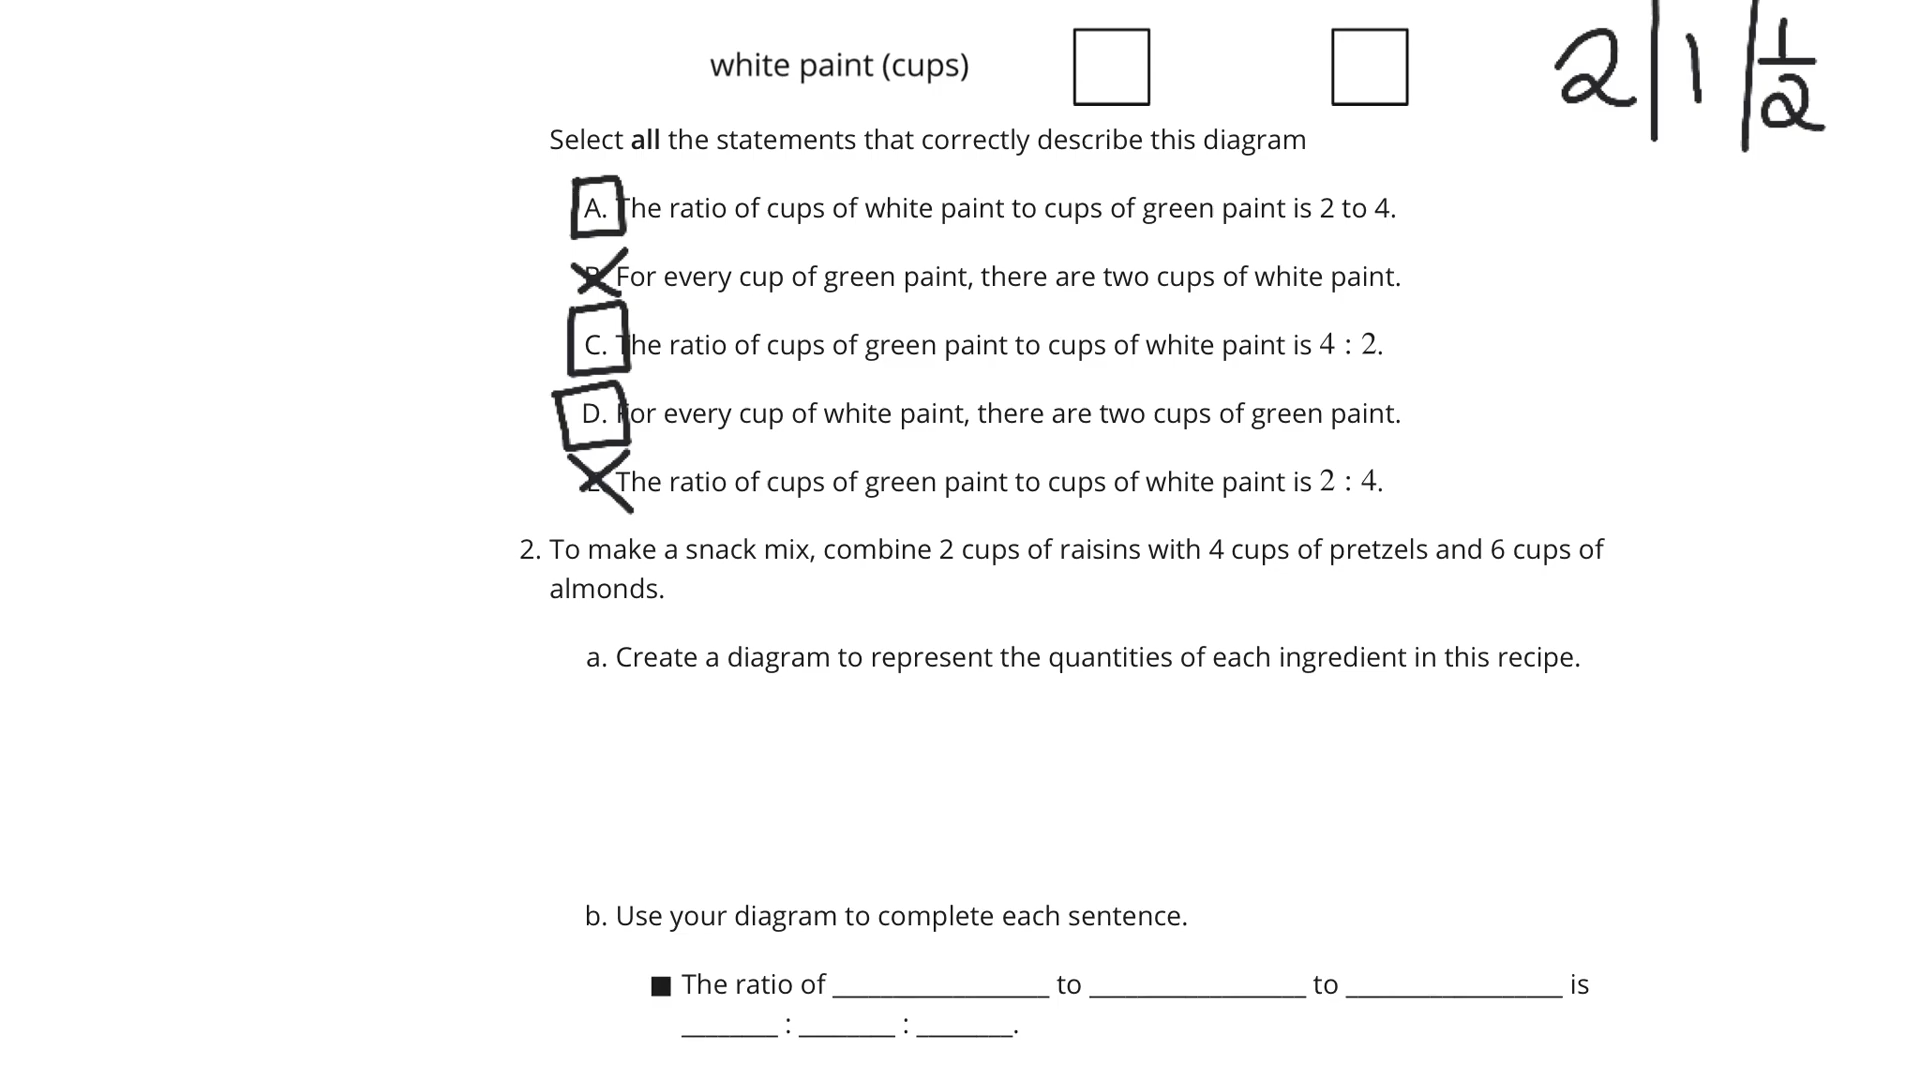 white paint (cups) 2 | 1 | 1/2
Select all the statements that correctly describe this diagram
A. The ratio of cups of white paint to cups of green paint is 2 to 4.
For every cup of green paint, there are two cups of white paint.
C. The ratio of cups of green paint to cups of white paint is 4 : 2.
D. For every cup of white paint, there are two cups of green paint.
The ratio of cups of green paint to cups of white paint is 2 : 4.
2. To make a snack mix, combine 2 cups of raisins with 4 cups of pretzels and 6 cups of
almonds.
a. Create a diagram to represent the quantities of each ingredient in this recipe.
b. Use your diagram to complete each sentence.
■ The ratio of ________________ to ________________ to ________________ is
_______ : _______ : _______.